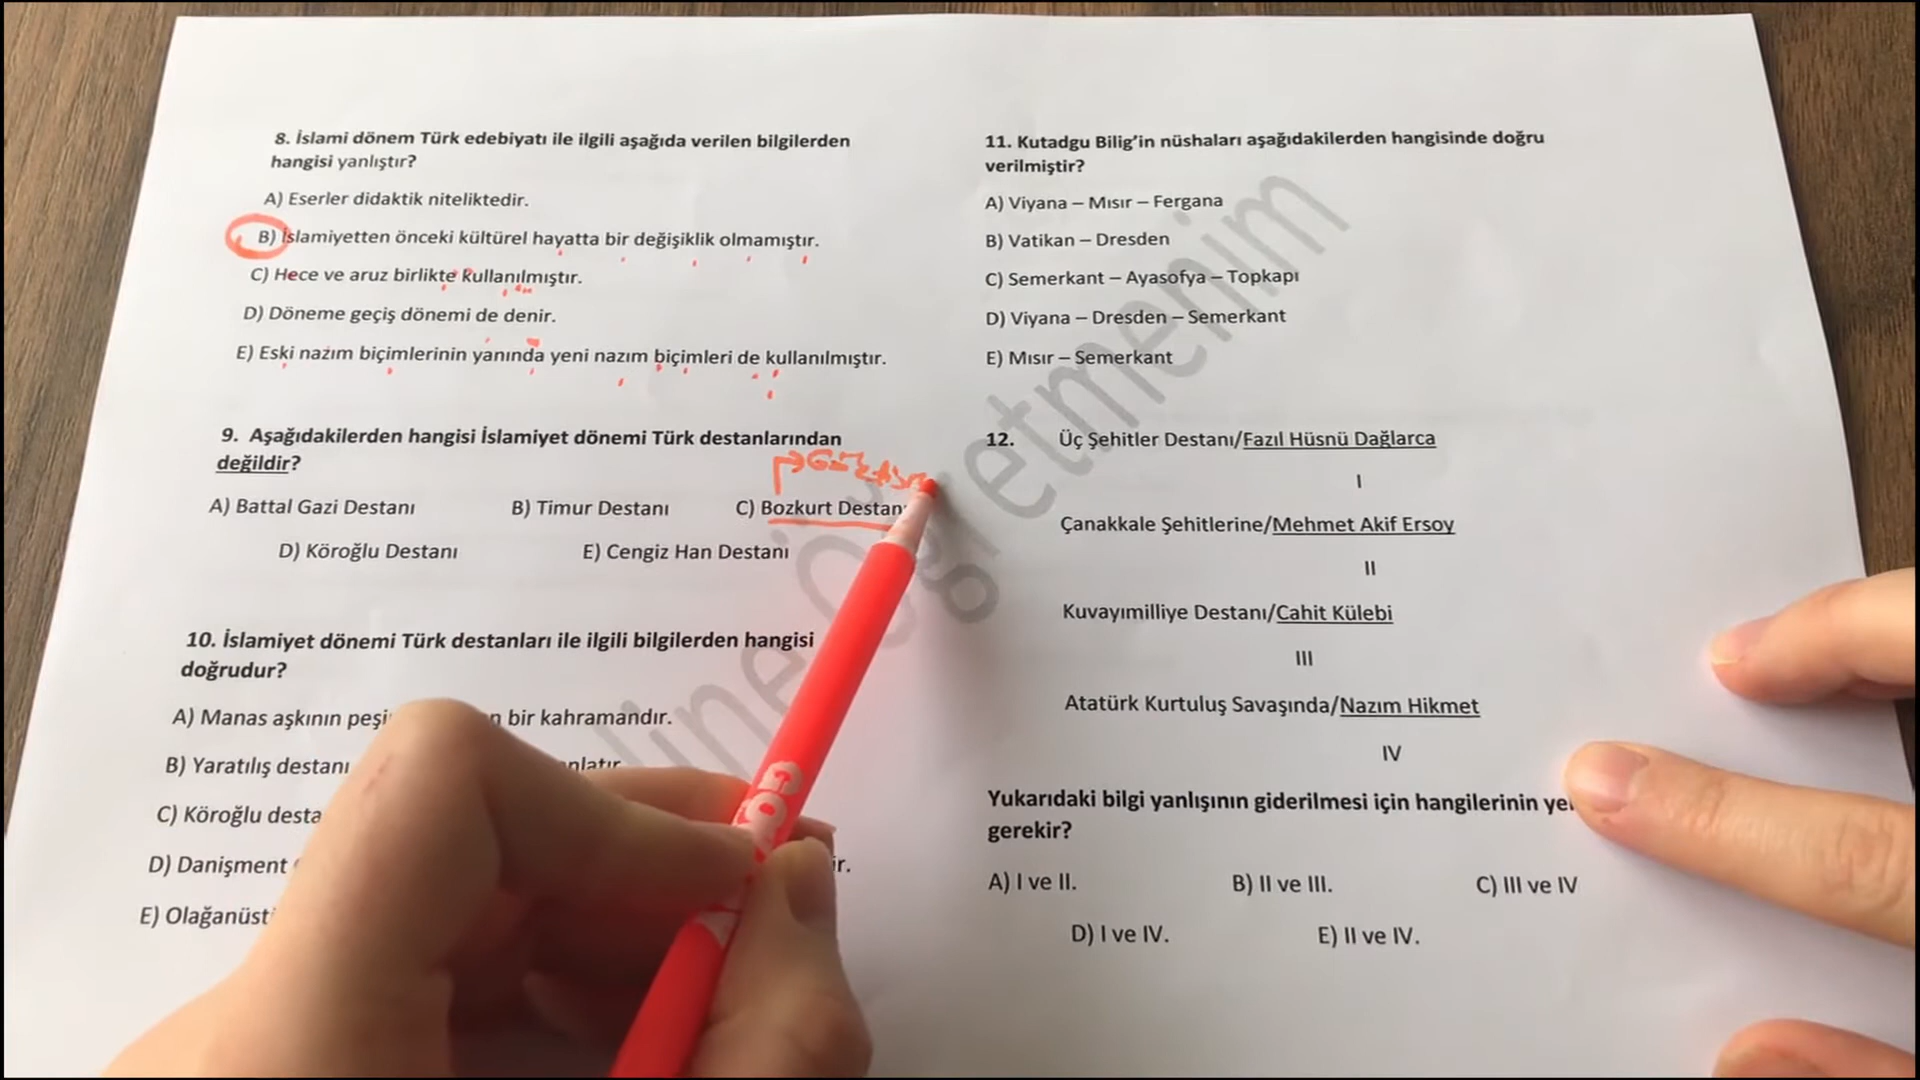 8. İslami dönem Türk edebiyatı ile ilgili aşağıda verilen bilgilerden
hangisi yanlıştır?
A) Eserler didaktik niteliktedir.
B) İslamiyetten önceki kültürel hayatta bir değişiklik olmamıştır.
C) Hece ve aruz birlikte kullanılmıştır.
D) Döneme geçiş dönemi de denir.
E) Eski nazım biçimlerinin yanında yeni nazım biçimleri de kullanılmıştır.
9. Aşağıdakilerden hangisi İslamiyet dönemi Türk destanlarından
değildir?
A) Battal Gazi Destanı B) Timur Destanı C) Bozkurt
D) Köroğlu Destanı E) Cengiz Han Destanı
10. İslamiyet dönemi Türk destanları ile ilgili bilgilerden hangisi
doğrudur?
A) Manas aşkının bir kahramandır.
B) Yaratılış destanı
C) Köroğlu
D) Danişment
E)
11. Kutadgu Bilig'in nüshaları aşağıdakilerden hangisinde doğru
verilmiştir?
A) Viyana – Mısır – Fergana
B) Vatikan – Dresden
C) Semerkant – Ayasofya – Topkapı
D) Viyana – Dresden – Semerkant
E) Mısır – Semerkant
12. Üç Şehitler Destanı/Fazıl Hüsnü Dağlarca
I
Çanakkale Şehitlerine/Mehmet Akif Ersoy
II
Kuvayımilliye Destanı/Cahit Külebi
III
Atatürk Kurtuluş Savaşında/Nazım Hikmet
IV
Yukarıdaki bilgi yanlışının giderilmesi için hangilerinin
gerekir?
A) I ve II. B) II ve III. C) III ve IV
D) I ve IV. E) II ve IV.